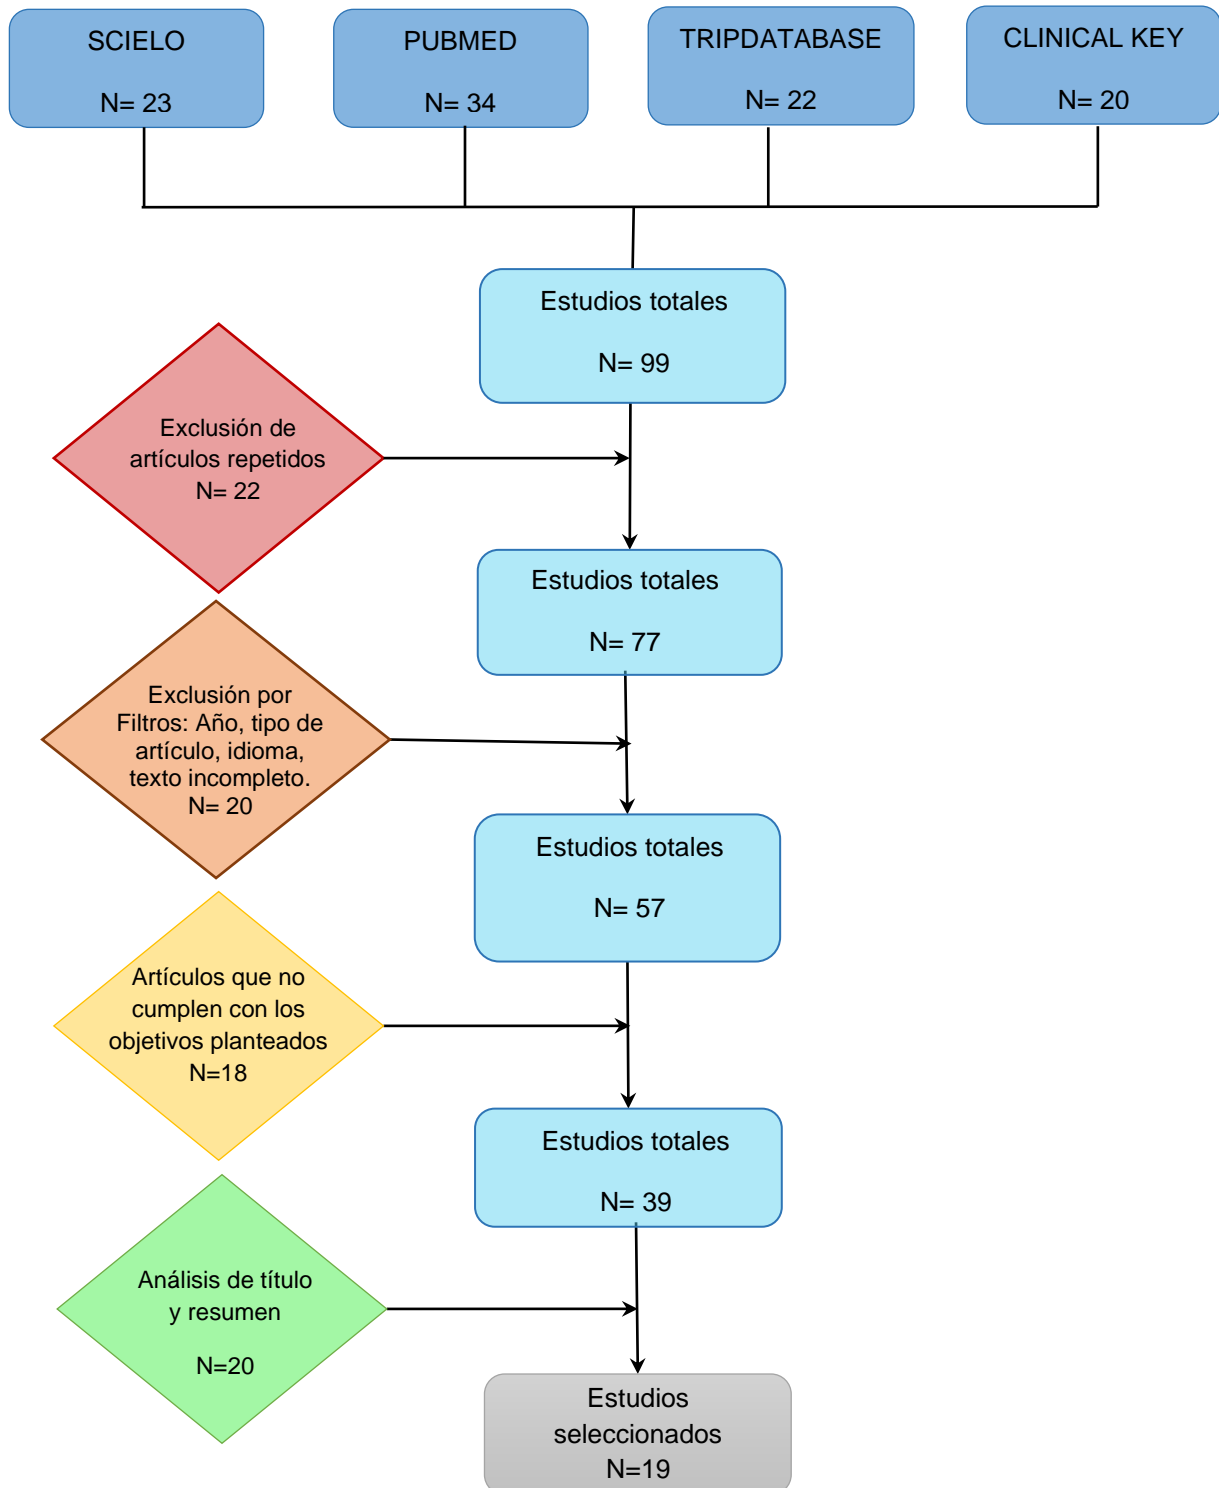 SCIELO
N= 23
PUBMED
N= 34
TRIPDATABASE
N= 22
CLINICAL KEY
N= 20
Estudios totales
N= 99
Exclusión de
artículos repetidos
N= 22
Estudios totales
N= 77
Exclusión por
Filtros: Año, tipo de
artículo, idioma,
texto incompleto.
N= 20
Estudios totales
N= 57
Artículos que no
cumplen con los
objetivos planteados
N=18
Estudios totales
N= 39
Análisis de título
y resumen
N=20
Estudios
seleccionados
N=19